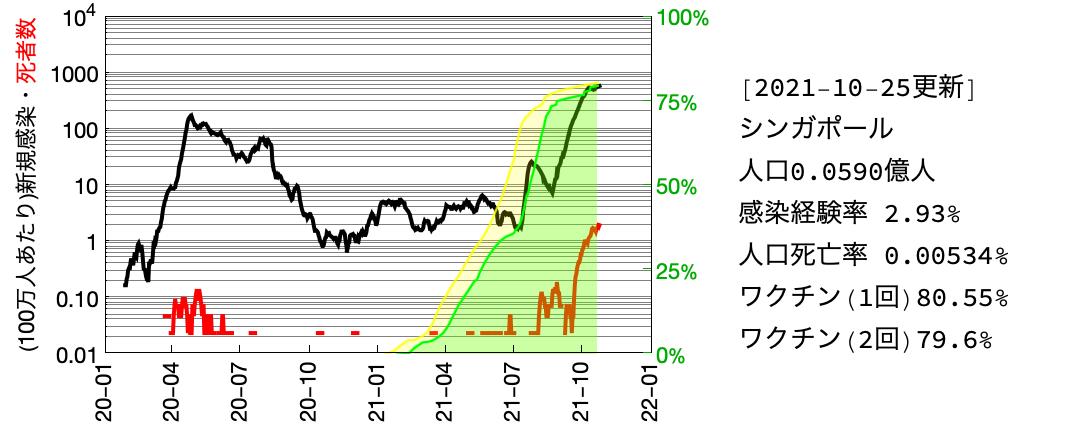 (100万人あたり)新規感染・死者数
10^4
1000
100
10
1
0.10
0.01
100%
75%
50%
25%
0%
20-01
20-04
20-07
20-10
21-01
21-04
21-07
21-10
22-01
[2021-10-25更新]
シンガポール
人口0.0590億人
感染経験率 2.93%
人口死亡率 0.00534%
ワクチン(1回)80.55%
ワクチン(2回)79.6%